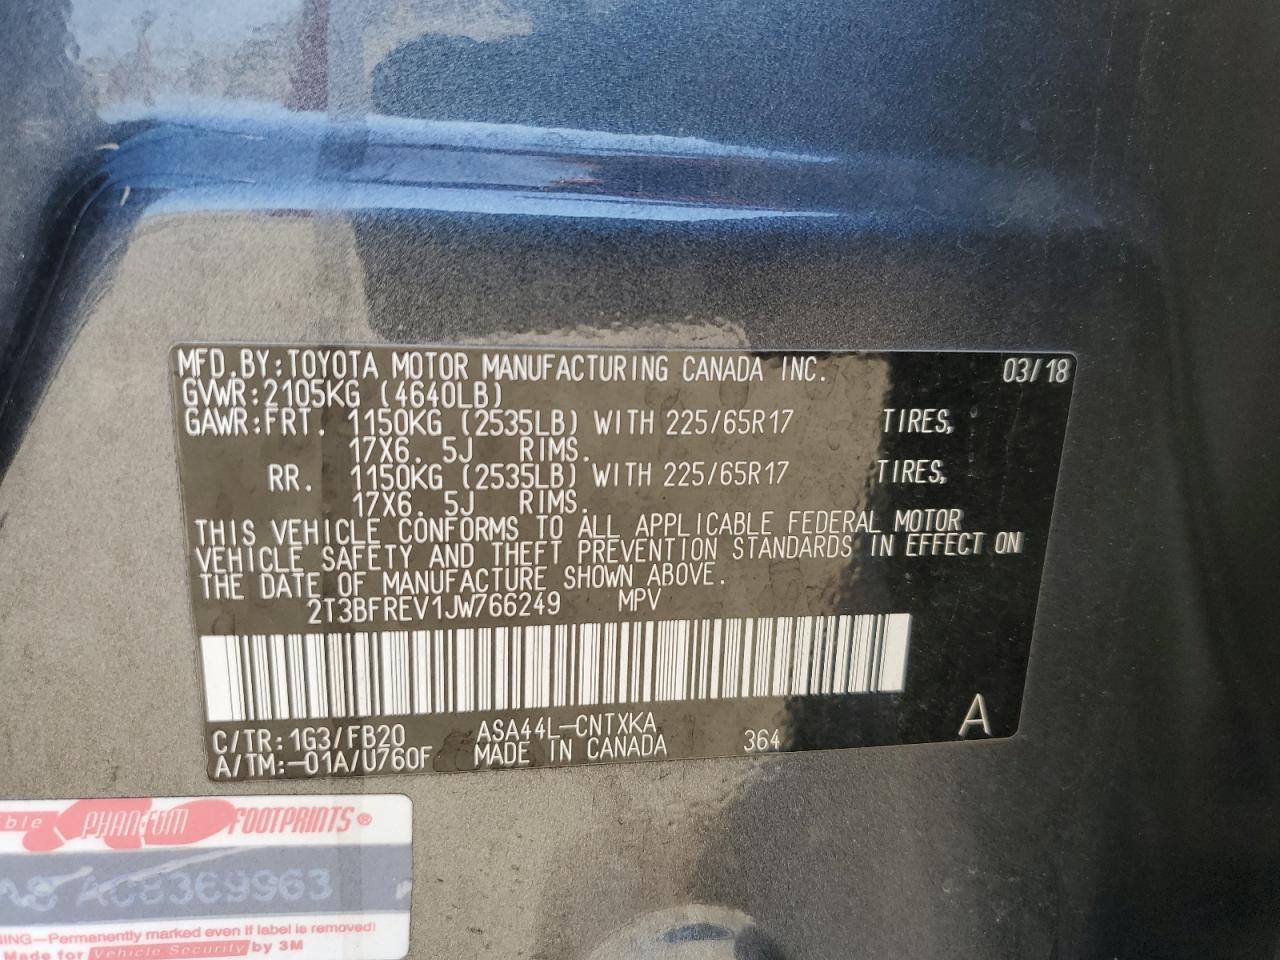 MFD.BY:TOYOTA MOTOR MANUFACTURING CANADA INC. 03/18
GVWR:2105KG (4640LB)
GAWR:FRT. 1150KG (2535LB) WITH 225/65R17 TIRES,
17X6. 5J RIMS.
RR. 1150KG (2535LB) WITH 225/65R17 TIRES,
17X6. 5J RIMS.
THIS VEHICLE CONFORMS TO ALL APPLICABLE FEDERAL MOTOR
VEHICLE SAFETY AND THEFT PREVENTION STANDARDS IN EFFECT ON
THE DATE OF MANUFACTURE SHOWN ABOVE.
2T3BFREV1JW766249 MPV
C/TR:1G3/FB20 ASA44L-CNTXKA A
A/TM:-01A/U760F MADE IN CANADA 364
PHANTOM FOOTPRINTS®
AC8369963
—Permanently marked even if label is removed!
Made for Vehicle Security by 3M